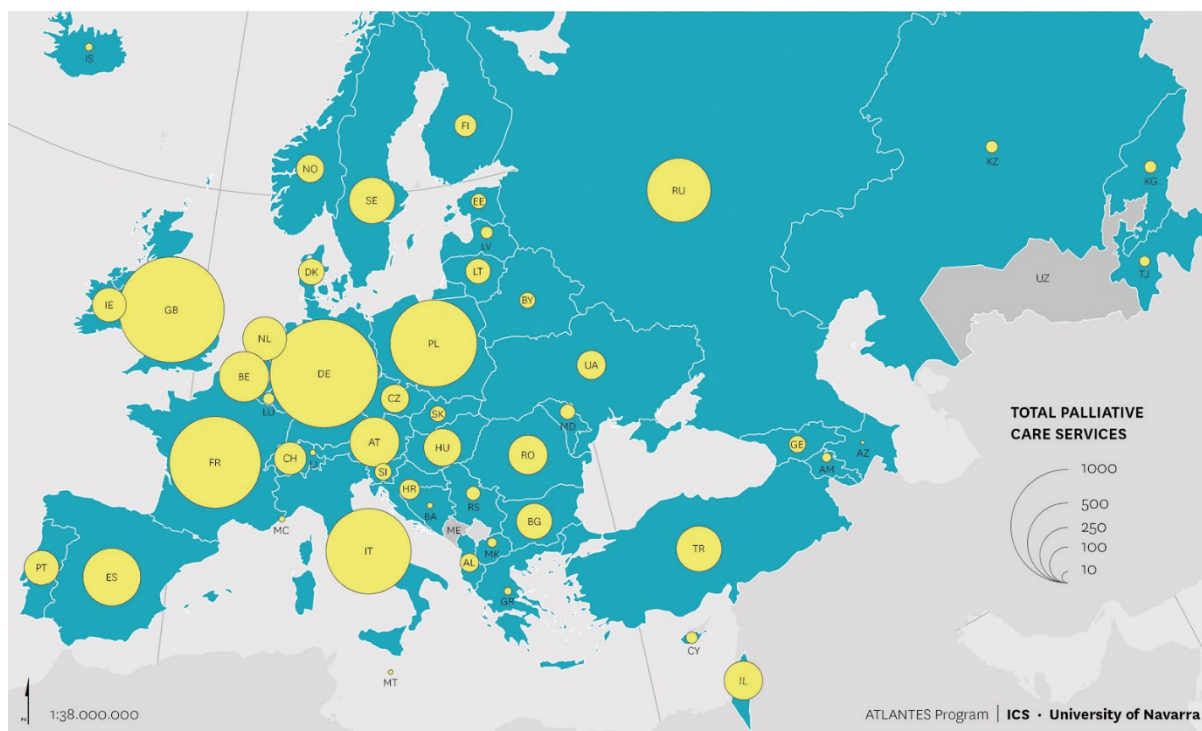 IS
FI
NO
SE
RU
KZ
KG
EE
LV
DK
LT
TJ
UZ
BY
IE
GB
NL
PL
BE
DE
UA
LU
CZ
SK
MD
AT
HU
GE
AZ
FR
CH
LI
RO
AM
SI
HR
RS
BA
MC
ME
BG
IT
MK
TR
AL
PT
ES
GR
CY
MT
IL
TOTAL PALLIATIVE
CARE SERVICES
1000
500
250
100
10
N
1:38.000.000
ATLANTES Program | ICS · University of Navarra